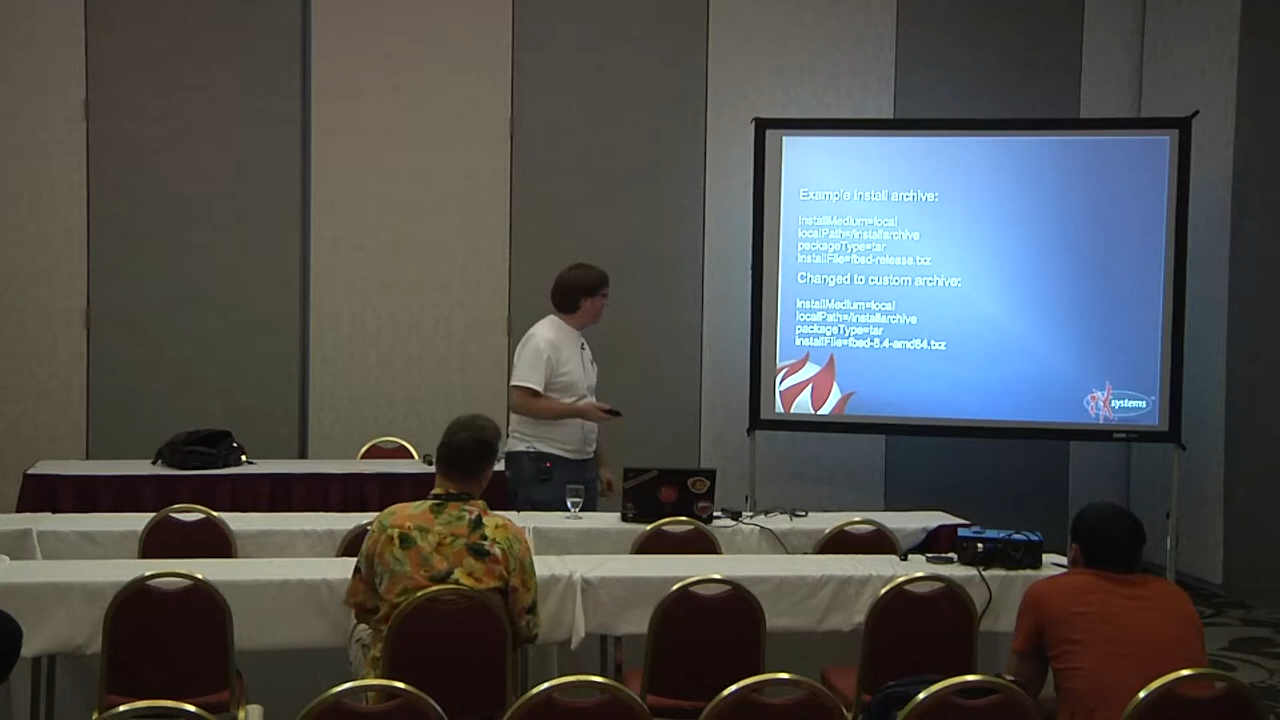 Example install archive:
installMedium=local
localPath=/installarchive
packageType=tar
installFile=fbsd-release.txz
Changed to custom archive:
installMedium=local
localPath=/installarchive
packageType=tar
installFile=fbsd-8.4-amd64.txz
iXsystems